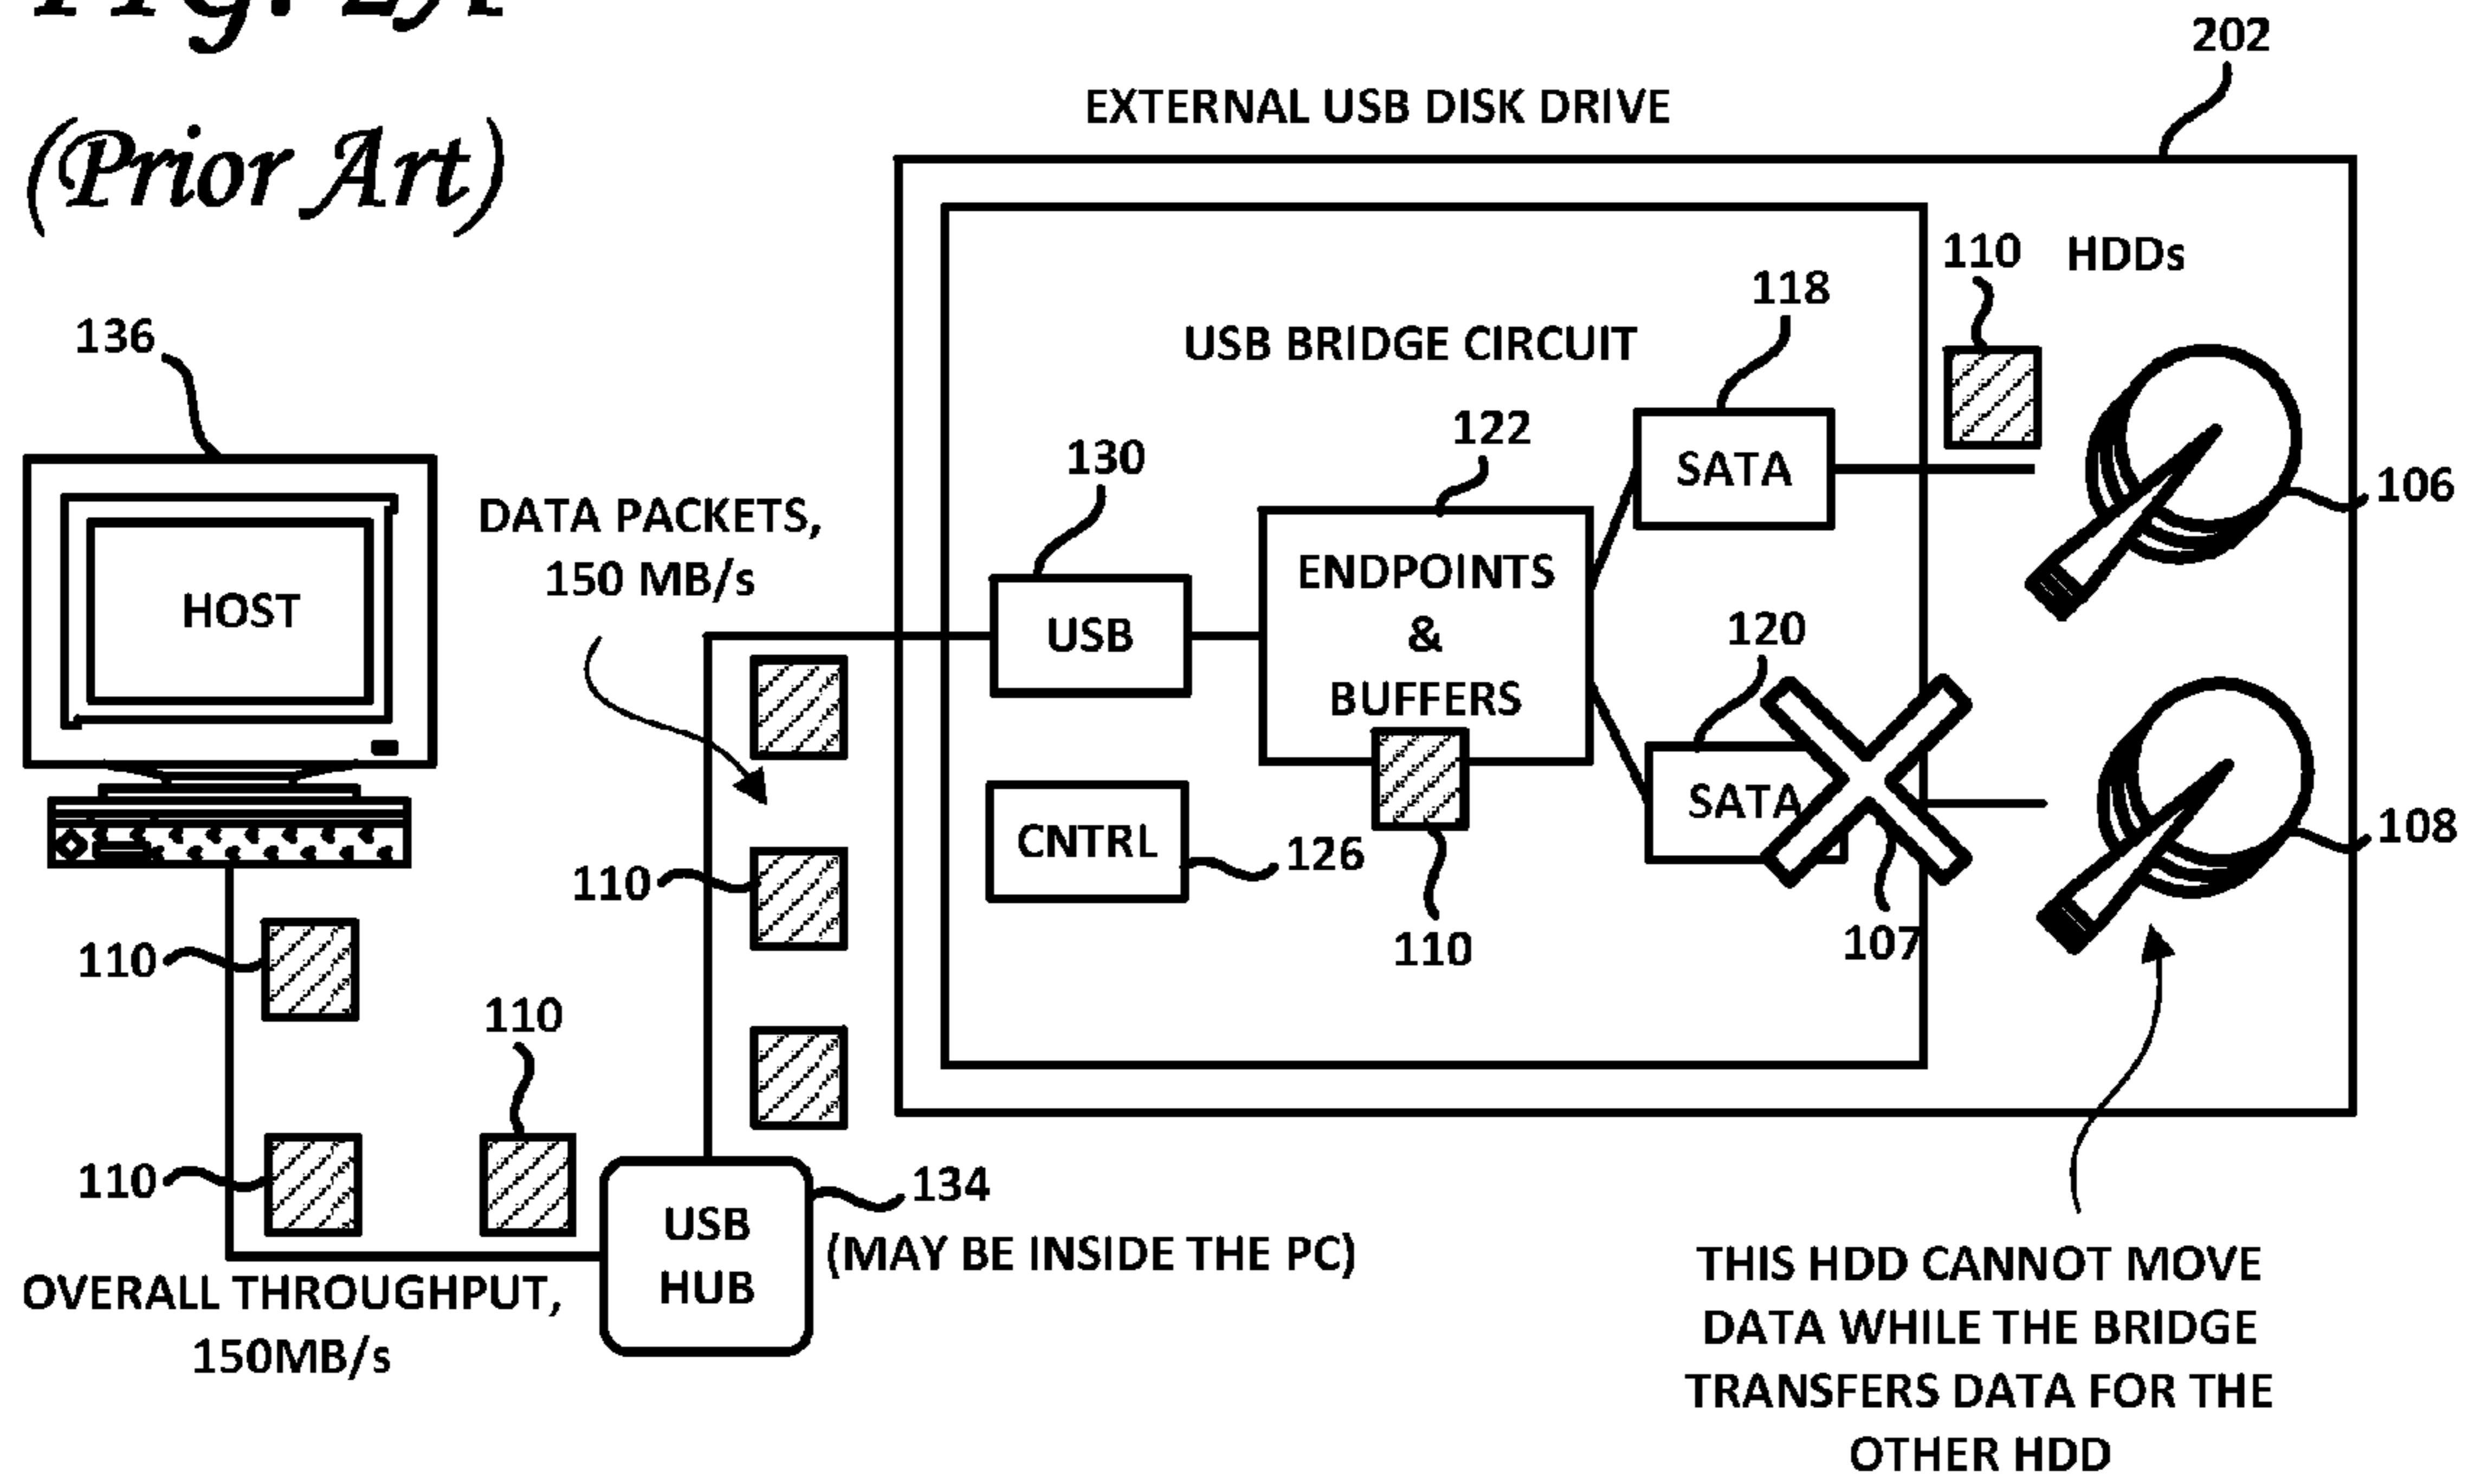 (Prior Art)
202
EXTERNAL USB DISK DRIVE
110
HDDs
118
136
USB BRIDGE CIRCUIT
122
130
SATA
106
DATA PACKETS,
150 MB/s
ENDPOINTS
&
BUFFERS
HOST
USB
120
SATA
108
CNTRL
126
110
110
107
110
110
110
134
USB
HUB
(MAY BE INSIDE THE PC)
OVERALL THROUGHPUT,
150MB/s
THIS HDD CANNOT MOVE
DATA WHILE THE BRIDGE
TRANSFERS DATA FOR THE
OTHER HDD